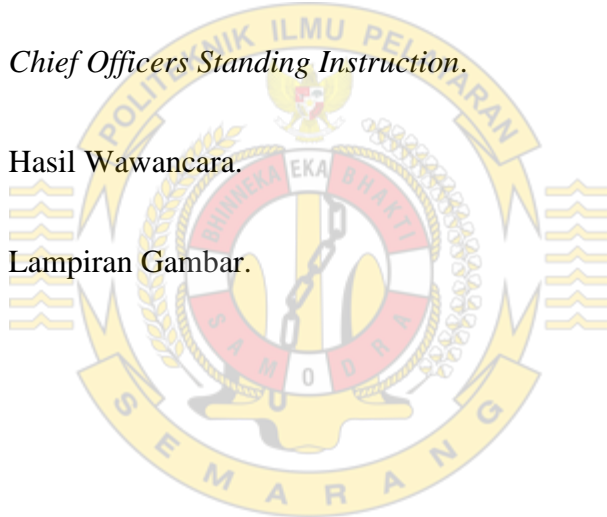 POLITEKNIK ILMU PELAYARAN
Chief Officers Standing Instruction.
Hasil Wawancara.
BHINNEKA EKA BHAKTI
Lampiran Gambar.
SAMODRA
SEMARANG